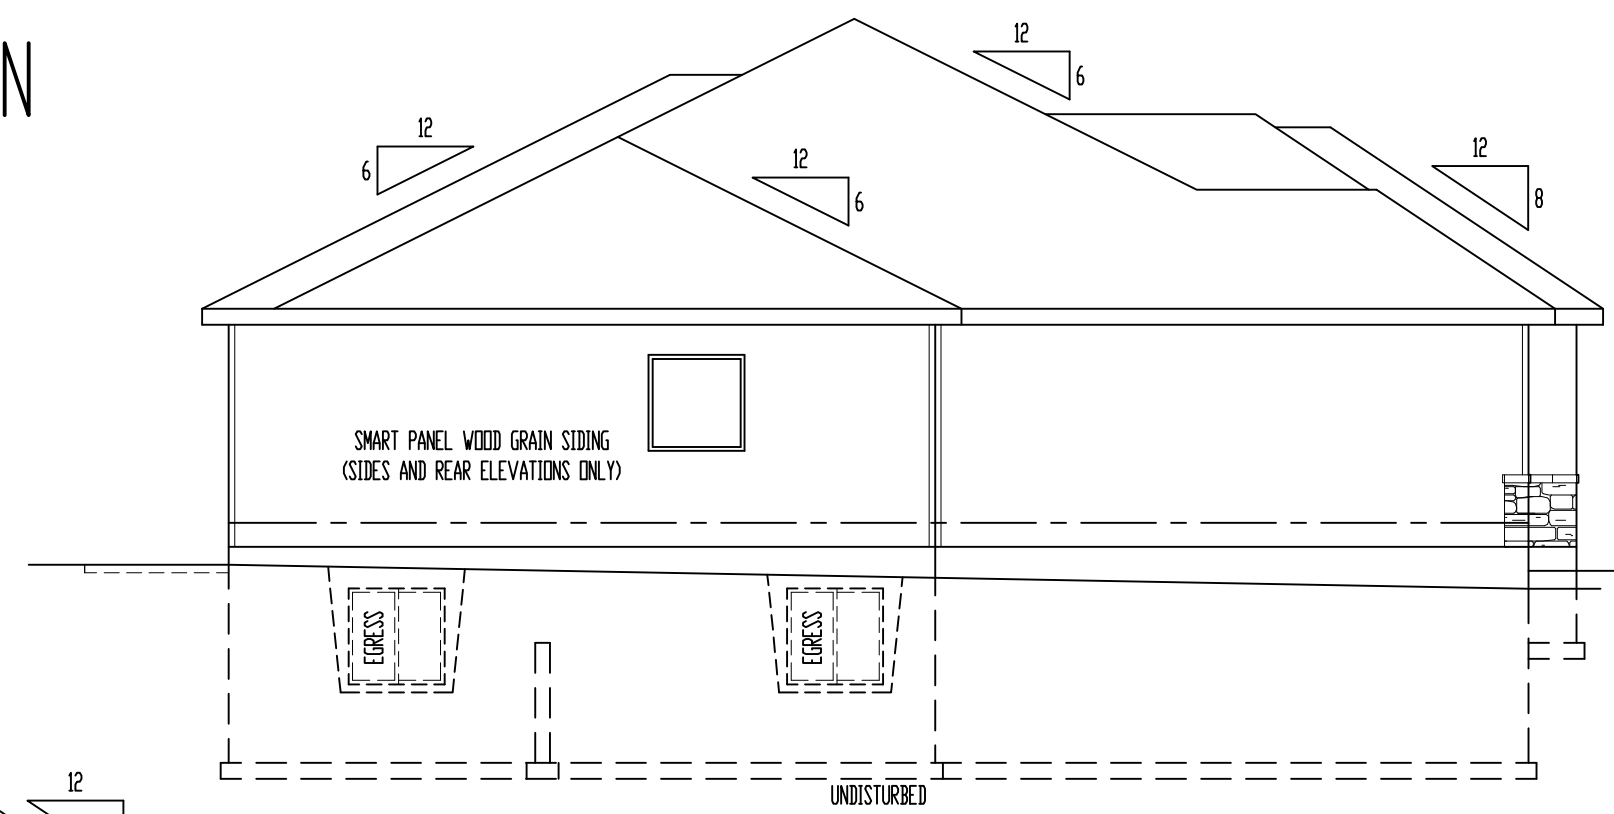 N
12
6
12
6
12
6
12
8
SMART PANEL WOOD GRAIN SIDING
(SIDES AND REAR ELEVATIONS ONLY)
EGRESS
EGRESS
UNDISTURBED
12